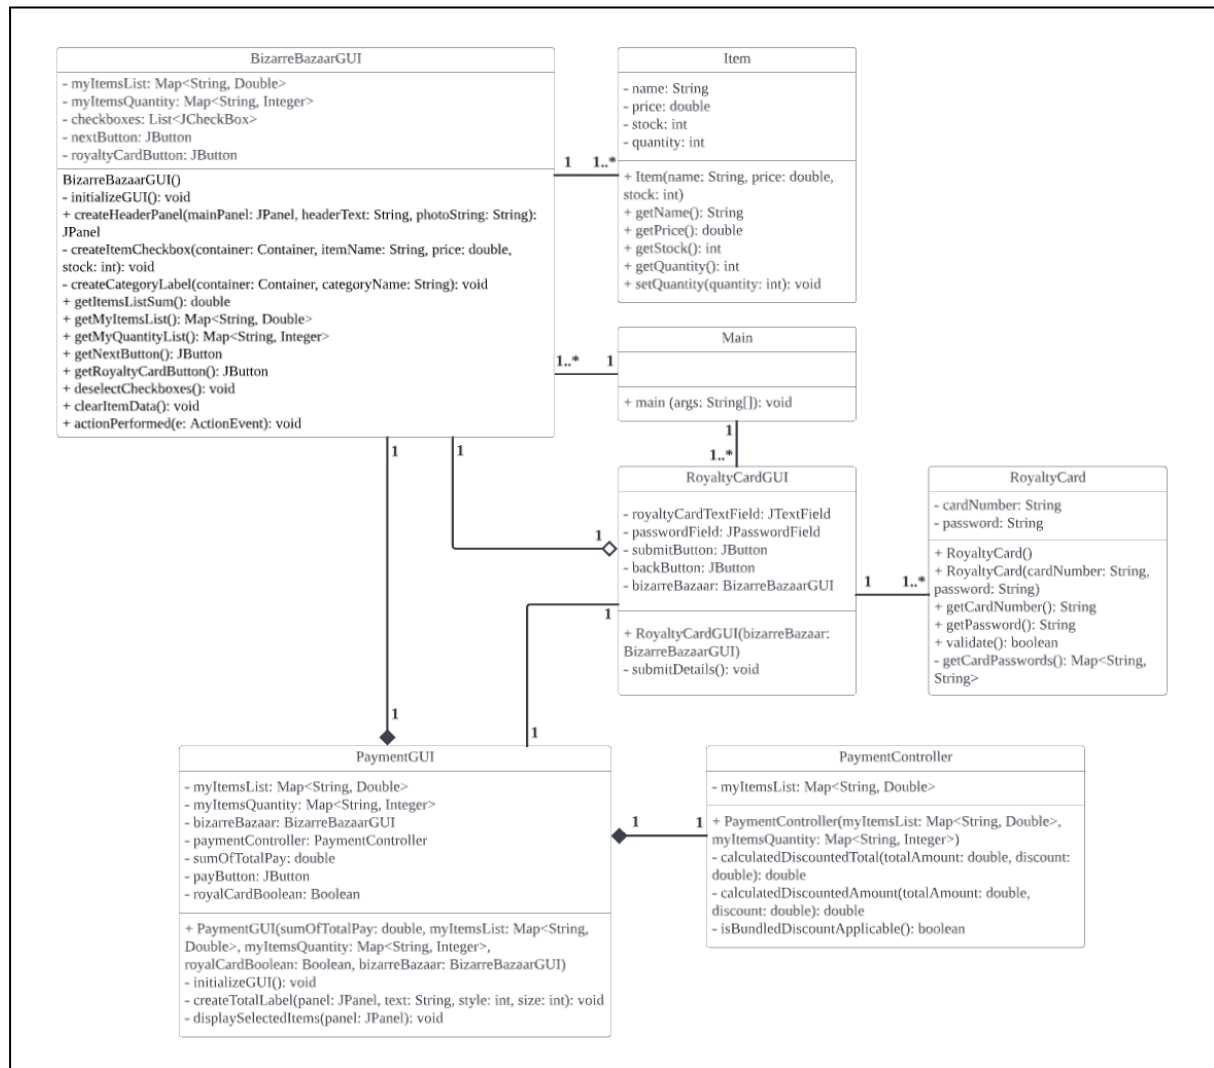 BizarreBazaarGUI
- myItemsList: Map<String, Double>
- myItemsQuantity: Map<String, Integer>
- checkboxes: List<JCheckBox>
- nextButton: JButton
- royaltyCardButton: JButton
BizarreBazaarGUI()
- initializeGUI(): void
+ createHeaderPanel(mainPanel: JPanel, headerText: String, photoString: String):
JPanel
- createItemCheckbox(container: Container, itemName: String, price: double,
stock: int): void
- createCategoryLabel(container: Container, categoryName: String): void
+ getItemsListSum(): double
+ getMyItemsList(): Map<String, Double>
+ getMyQuantityList(): Map<String, Integer>
+ getNextButton(): JButton
+ getRoyaltyCardButton(): JButton
+ deselectCheckboxes(): void
+ clearItemData(): void
+ actionPerformed(e: ActionEvent): void
1 1..*
Item
- name: String
- price: double
- stock: int
- quantity: int
+ Item(name: String, price: double,
stock: int)
+ getName(): String
+ getPrice(): double
+ getStock(): int
+ getQuantity(): int
+ setQuantity(quantity: int): void
1..* 1
Main
+ main (args: String[]): void
1
1..*
1
1
1
RoyaltyCardGUI
- royaltyCardTextField: JTextField
- passwordField: JPasswordField
- submitButton: JButton
- backButton: JButton
- bizarreBazaar: BizarreBazaarGUI
+ RoyaltyCardGUI(bizarreBazaar:
BizarreBazaarGUI)
- submitDetails(): void
1 1..*
RoyaltyCard
- cardNumber: String
- password: String
+ RoyaltyCard()
+ RoyaltyCard(cardNumber: String,
password: String)
+ getCardNumber(): String
+ getPassword(): String
+ validate(): boolean
- getCardPasswords(): Map<String,
String>
1
1
1
PaymentGUI
- myItemsList: Map<String, Double>
- myItemsQuantity: Map<String, Integer>
- bizarreBazaar: BizarreBazaarGUI
- paymentController: PaymentController
- sumOfTotalPay: double
- payButton: JButton
- royalCardBoolean: Boolean
+ PaymentGUI(sumOfTotalPay: double, myItemsList: Map<String,
Double>, myItemsQuantity: Map<String, Integer>,
royalCardBoolean: Boolean, bizarreBazaar: BizarreBazaarGUI)
- initializeGUI(): void
- createTotalLabel(panel: JPanel, text: String, style: int, size: int): void
- displaySelectedItems(panel: JPanel): void
1 1
PaymentController
- myItemsList: Map<String, Double>
+ PaymentController(myItemsList: Map<String, Double>,
myItemsQuantity: Map<String, Integer>)
- calculatedDiscountedTotal(totalAmount: double, discount:
double): double
- calculatedDiscountedAmount(totalAmount: double,
discount: double): double
- isBundledDiscountApplicable(): boolean